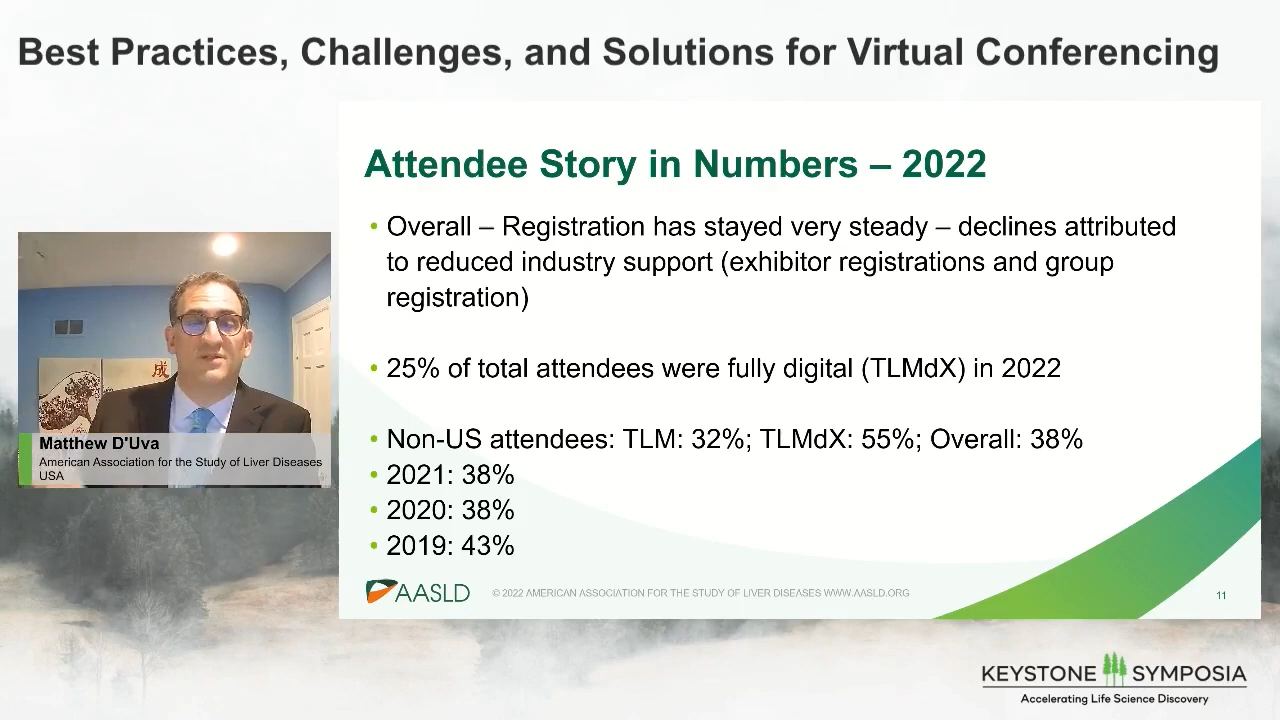 Best Practices, Challenges, and Solutions for Virtual Conferencing
Attendee Story in Numbers – 2022
• Overall – Registration has stayed very steady – declines attributed
to reduced industry support (exhibitor registrations and group
registration)
• 25% of total attendees were fully digital (TLMdX) in 2022
• Non-US attendees: TLM: 32%; TLMdX: 55%; Overall: 38%
• 2021: 38%
• 2020: 38%
• 2019: 43%
成
Matthew D'Uva
American Association for the Study of Liver Diseases
USA
AASLD
© 2022 AMERICAN ASSOCIATION FOR THE STUDY OF LIVER DISEASES WWW.AASLD.ORG
11
KEYSTONE SYMPOSIA
Accelerating Life Science Discovery